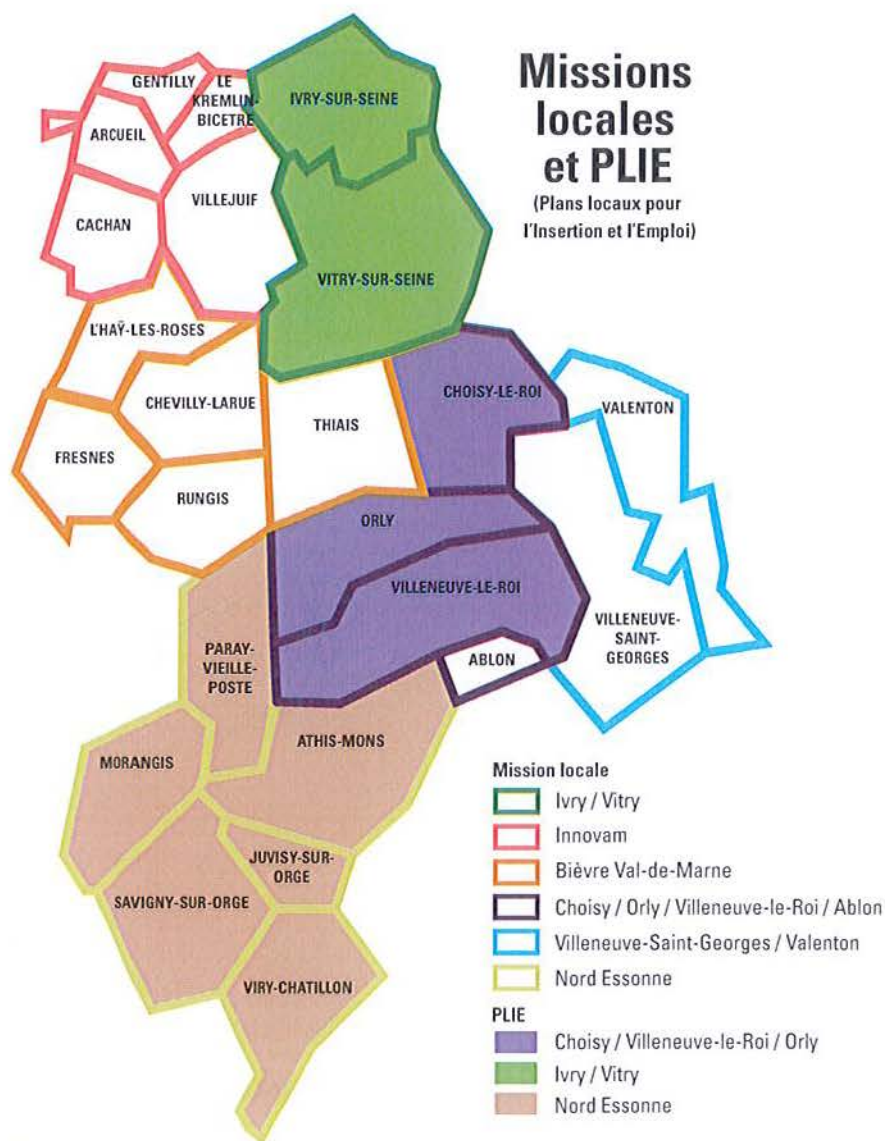 Missions
locales
et PLIE
(Plans locaux pour
l'Insertion et l'Emploi)
GENTILLY
LE
KREMLIN-
BICETRE
IVRY-SUR-SEINE
ARCUEIL
VILLEJUIF
CACHAN
VITRY-SUR-SEINE
L'HAŸ-LES-ROSES
CHEVILLY-LARUE
THIAIS
CHOISY-LE-ROI
VALENTON
FRESNES
RUNGIS
ORLY
VILLENEUVE-LE-ROI
VILLENEUVE-
SAINT-
GEORGES
ABLON
PARAY-
VIEILLE-
POSTE
ATHIS-MONS
MORANGIS
JUVISY-SUR-
ORGE
SAVIGNY-SUR-ORGE
VIRY-CHATILLON
Mission locale
Ivry / Vitry
Innovam
Bièvre Val-de-Marne
Choisy / Orly / Villeneuve-le-Roi / Ablon
Villeneuve-Saint-Georges / Valenton
Nord Essonne
PLIE
Choisy / Villeneuve-le-Roi / Orly
Ivry / Vitry
Nord Essonne